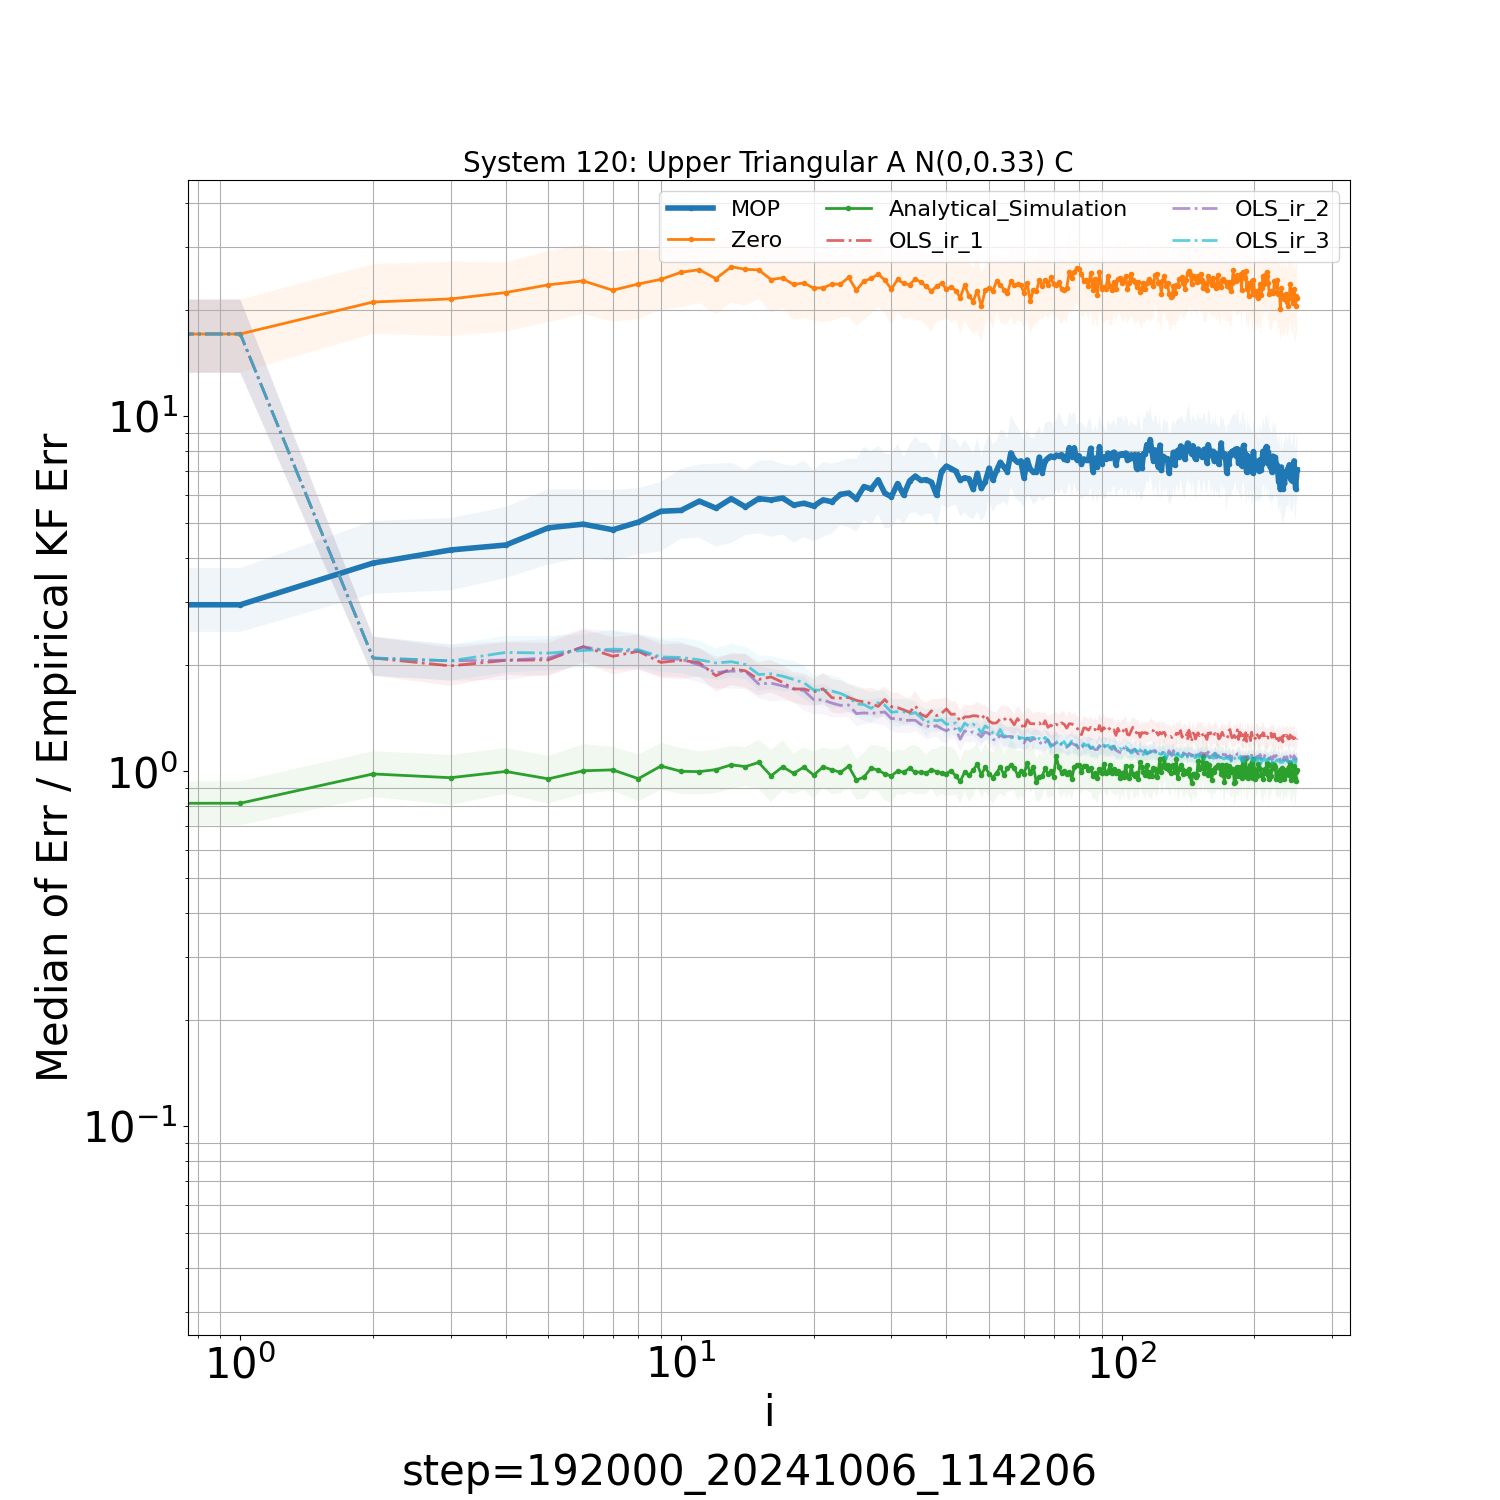 System 120: Upper Triangular A N(0,0.33) C
MOP
Zero
Analytical_Simulation
OLS_ir_1
OLS_ir_2
OLS_ir_3
Median of Err / Empirical KF Err
10¹
10⁰
10⁻¹
10⁰ 10¹ 10²
i
step=192000_20241006_114206